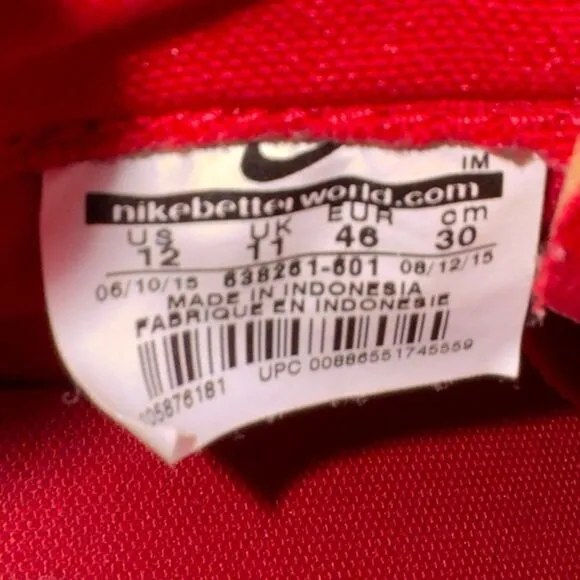 IM
nikebetterworld.com
US UK EUR cm
12 11 46 30
06/10/15 638261-601 08/12/15
MADE IN INDONESIA
FABRIQUE EN INDONESIE
UPC 00886551745559
05876181